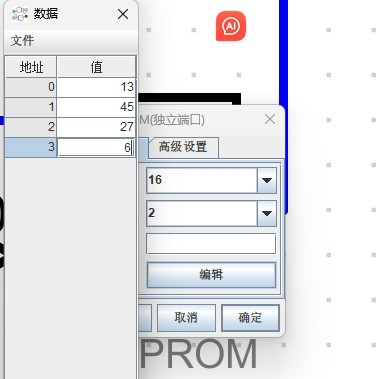 数据
文件
地址 值
0 13
1 45
2 27
3 6
AI
M(独立端口)
高级设置
16
2
编辑
取消 确定
PROM